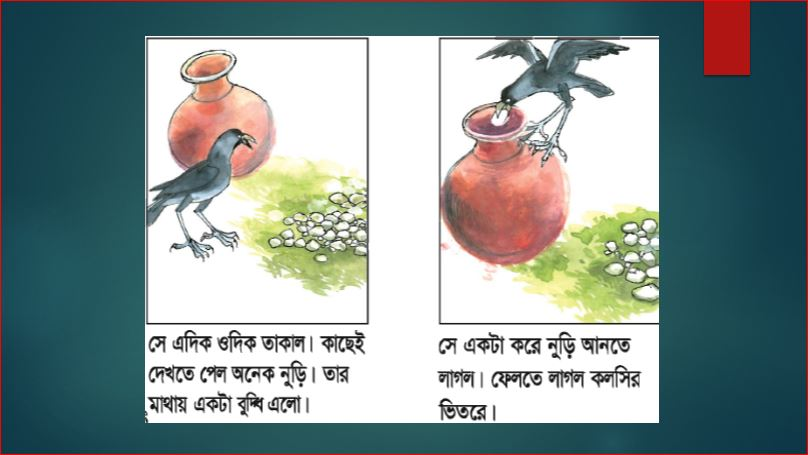 সে এদিক ওদিক তাকাল। কাছেই
দেখতে পেল অনেক নুড়ি। তার
মাথায় একটা বুদ্ধি এলো।
সে একটা করে নুড়ি আনতে
লাগল। ফেলতে লাগল কলসির
ভিতরে।